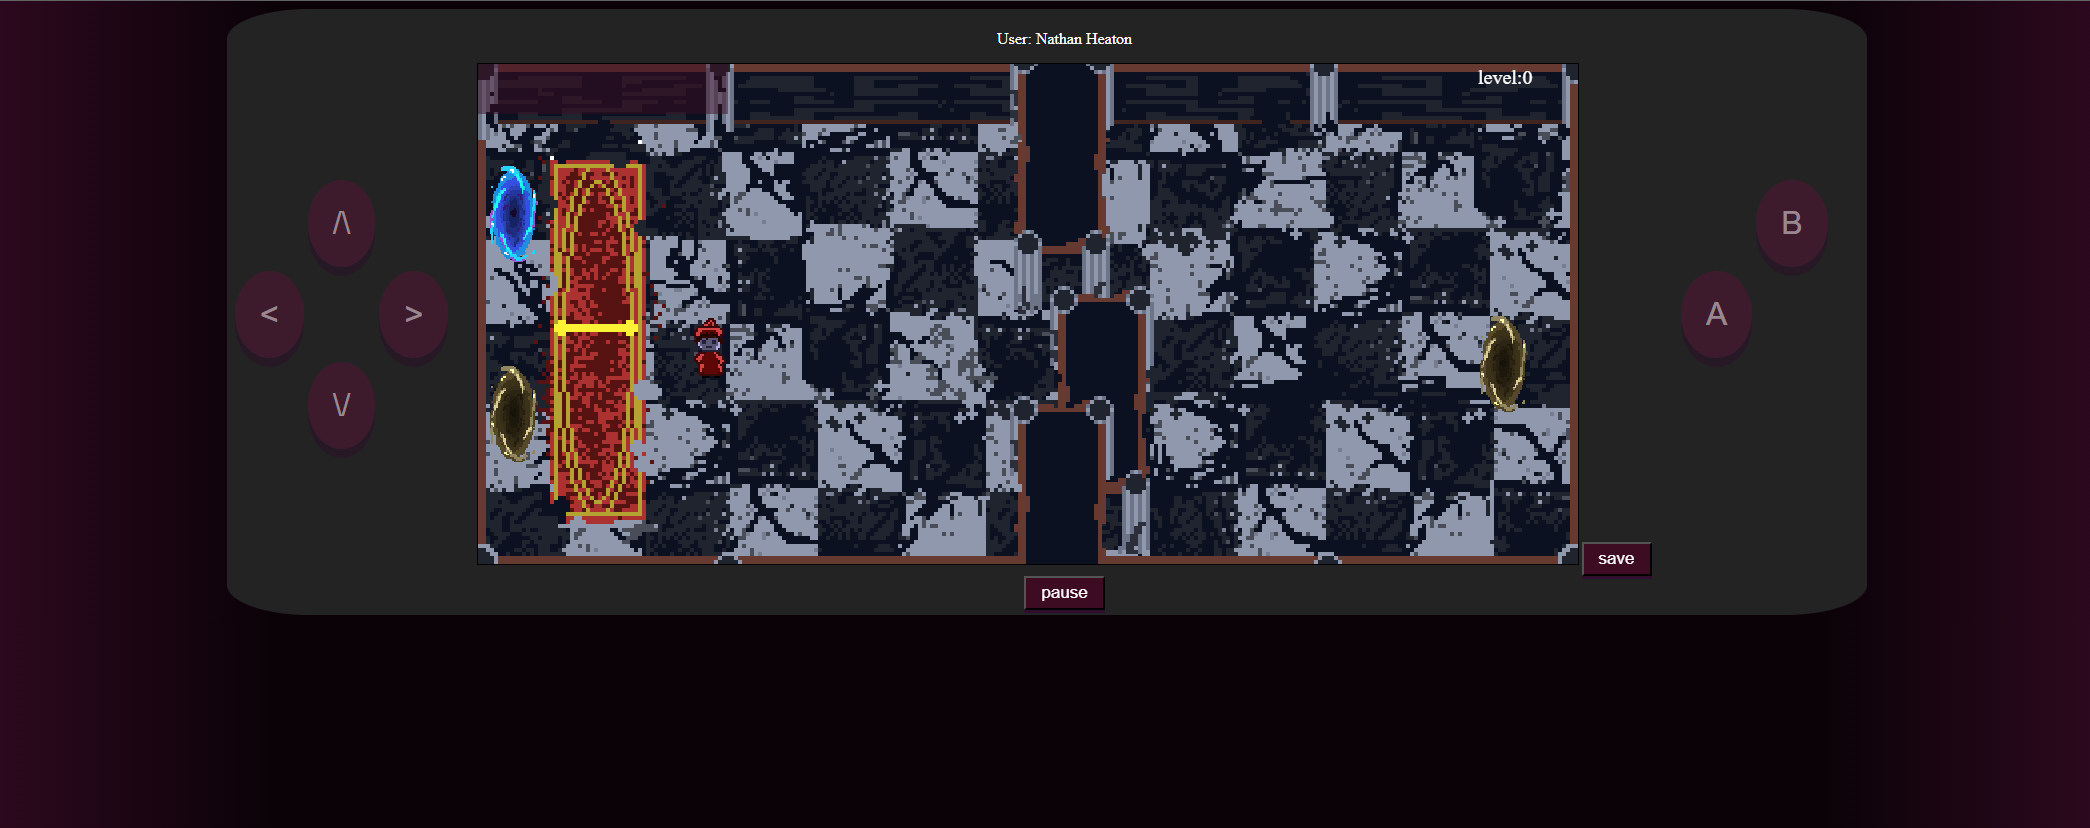 User: Nathan Heaton
level:0
/\
<
>
\/
B
A
save
pause